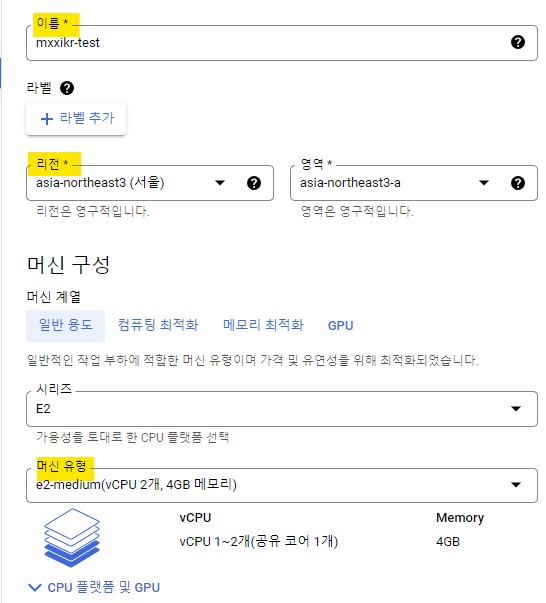 이름 *
mxxikr-test
라벨
라벨 추가
리전 *
영역 *
asia-northeast3 (서울)
asia-northeast3-a
리전은 영구적입니다.
영역은 영구적입니다.
머신 구성
머신 계열
일반 용도
컴퓨팅 최적화
메모리 최적화
GPU
일반적인 작업 부하에 적합한 머신 유형이며 가격 및 유연성을 위해 최적화되었습니다.
시리즈
E2
가용성을 토대로 한 CPU 플랫폼 선택
머신 유형
e2-medium(vCPU 2개, 4GB 메모리)
vCPU
Memory
vCPU 1~2개(공유 코어 1개)
4GB
CPU 플랫폼 및 GPU